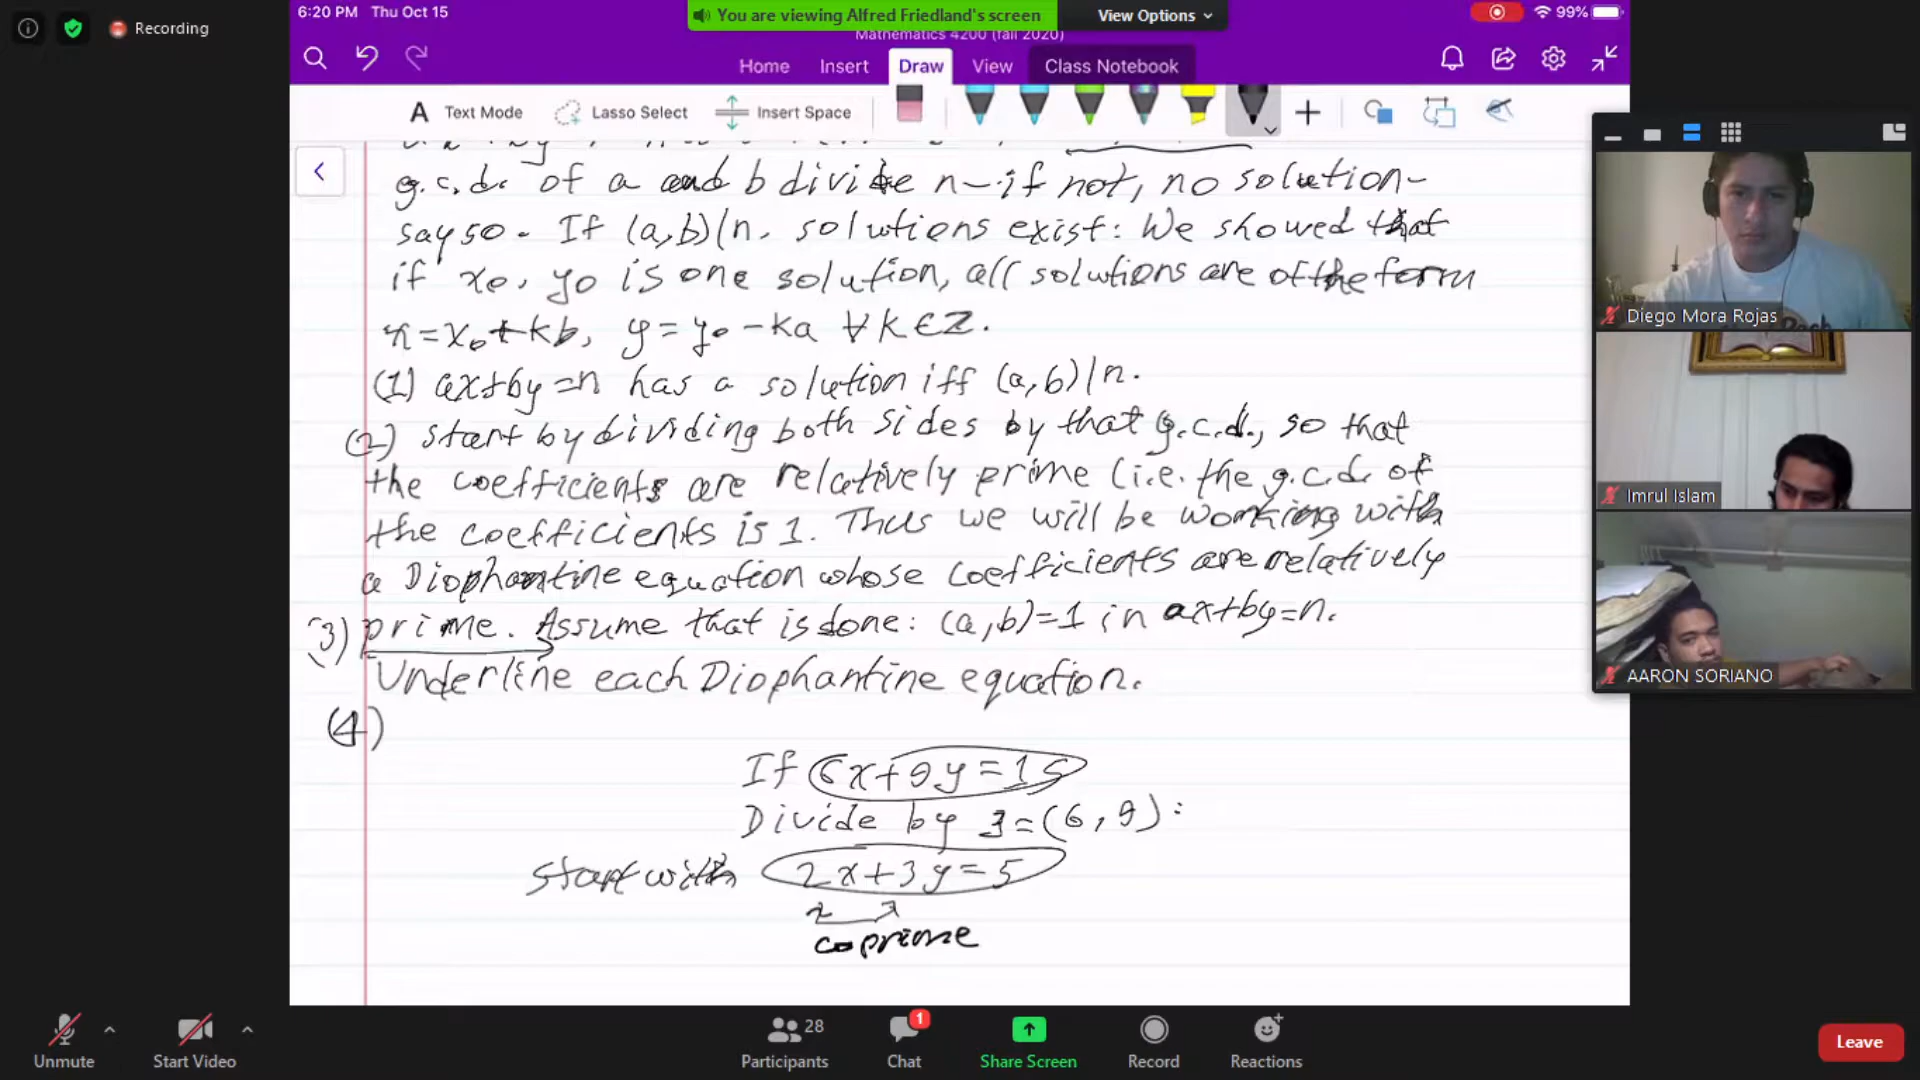 6:20 PM Thu Oct 15
You are viewing Alfred Friedland's screen
View Options
99%
Recording
Mathematics 4200 (fall 2020)
Home Insert Draw View Class Notebook
A Text Mode Lasso Select Insert Space
g.c.d. of a and b divide n-if not, no solution-
say so. If (a,b)|n. solutions exist: We showed that
if x0, y0 is one solution, all solutions are of the form
x=x0+kb, y=y0-ka ∀k∈Z.
(1) ax+by=n has a solution iff (a,b)|n.
(2) Start by dividing both sides by that g.c.d., so that
the coefficients are relatively prime (i.e. the g.c.d. of
the coefficients is 1. Thus we will be working with
a Diophantine equation whose coefficients are relatively
(3) prime. Assume that is done: (a,b)=1 in ax+by=n.
Underline each Diophantine equation.
(4)
If 6x+9y=15
Divide by 3=(6,9):
Start with 2x+3y=5
coprime
Diego Mora Rojas
Imrul Islam
AARON SORIANO
Unmute
Start Video
28
Participants
1
Chat
Share Screen
Record
Reactions
Leave